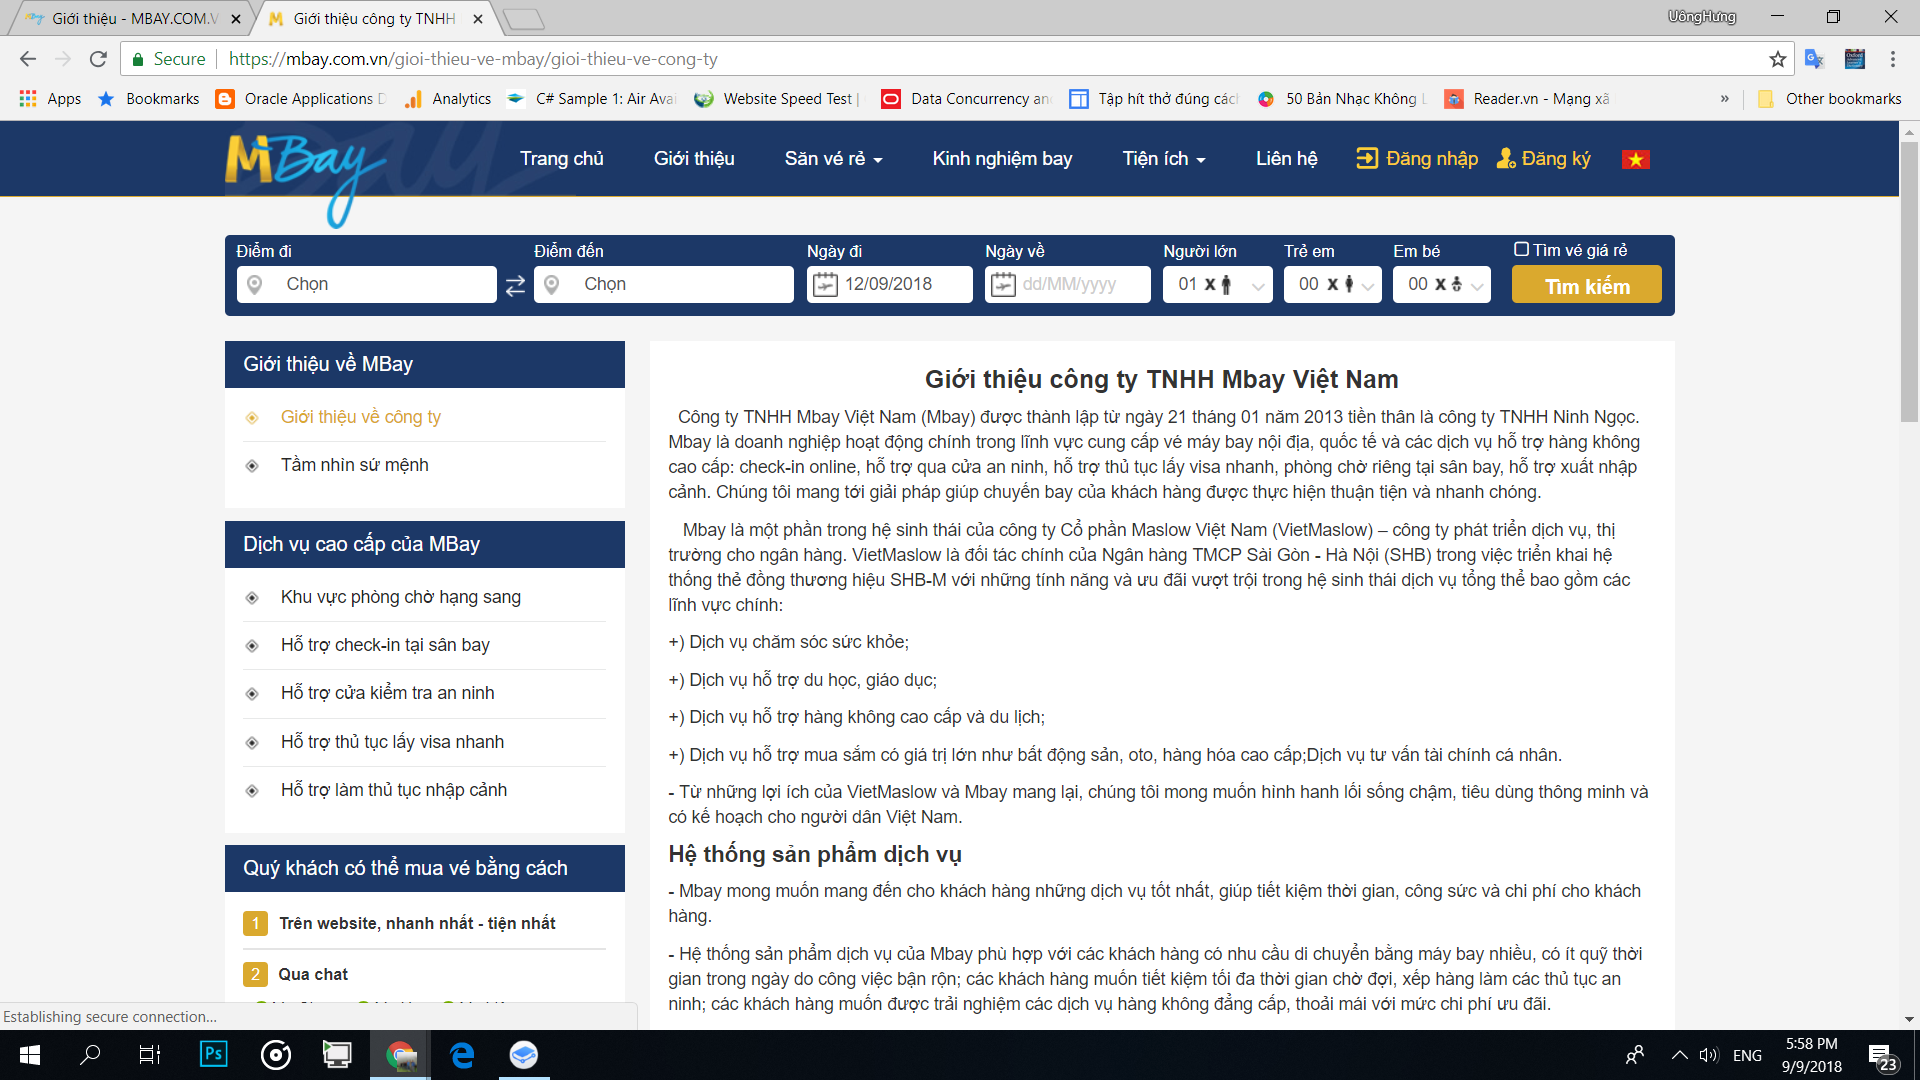 Giới thiệu - MBAY.COM.V
Giới thiệu công ty TNHH
UôngHưng
Secure
https://mbay.com.vn/gioi-thieu-ve-mbay/gioi-thieu-ve-cong-ty
Apps
Bookmarks
Oracle Applications D
Analytics
C# Sample 1: Air Avai
Website Speed Test |
Data Concurrency an
Tập hít thở đúng các
50 Bản Nhạc Không L
Reader.vn - Mạng xã
»
Other bookmarks
MBay
Trang chủ
Giới thiệu
Săn vé rẻ
Kinh nghiệm bay
Tiện ích
Liên hệ
Đăng nhập
Đăng ký
Điểm đi
Điểm đến
Ngày đi
Ngày về
Người lớn
Trẻ em
Em bé
Tìm vé giá rẻ
Chọn
Chọn
12/09/2018
dd/MM/yyyy
01 x
00 x
00 x
Tìm kiếm
Giới thiệu về MBay
Giới thiệu về công ty
Tầm nhìn sứ mệnh
Dịch vụ cao cấp của MBay
Khu vực phòng chờ hạng sang
Hỗ trợ check-in tại sân bay
Hỗ trợ cửa kiểm tra an ninh
Hỗ trợ thủ tục lấy visa nhanh
Hỗ trợ làm thủ tục nhập cảnh
Quý khách có thể mua vé bằng cách
1 Trên website, nhanh nhất - tiện nhất
2 Qua chat
Giới thiệu công ty TNHH Mbay Việt Nam
Công ty TNHH Mbay Việt Nam (Mbay) được thành lập từ ngày 21 tháng 01 năm 2013 tiền thân là công ty TNHH Ninh Ngọc.
Mbay là doanh nghiệp hoạt động chính trong lĩnh vực cung cấp vé máy bay nội địa, quốc tế và các dịch vụ hỗ trợ hàng không
cao cấp: check-in online, hỗ trợ qua cửa an ninh, hỗ trợ thủ tục lấy visa nhanh, phòng chờ riêng tại sân bay, hỗ trợ xuất nhập
cảnh. Chúng tôi mang tới giải pháp giúp chuyến bay của khách hàng được thực hiện thuận tiện và nhanh chóng.
Mbay là một phần trong hệ sinh thái của công ty Cổ phần Maslow Việt Nam (VietMaslow) – công ty phát triển dịch vụ, thị
trường cho ngân hàng. VietMaslow là đối tác chính của Ngân hàng TMCP Sài Gòn - Hà Nội (SHB) trong việc triển khai hệ
thống thẻ đồng thương hiệu SHB-M với những tính năng và ưu đãi vượt trội trong hệ sinh thái dịch vụ tổng thể bao gồm các
lĩnh vực chính:
+) Dịch vụ chăm sóc sức khỏe;
+) Dịch vụ hỗ trợ du học, giáo dục;
+) Dịch vụ hỗ trợ hàng không cao cấp và du lịch;
+) Dịch vụ hỗ trợ mua sắm có giá trị lớn như bất động sản, oto, hàng hóa cao cấp;Dịch vụ tư vấn tài chính cá nhân.
- Từ những lợi ích của VietMaslow và Mbay mang lại, chúng tôi mong muốn hình hanh lối sống chậm, tiêu dùng thông minh và
có kế hoạch cho người dân Việt Nam.
Hệ thống sản phẩm dịch vụ
- Mbay mong muốn mang đến cho khách hàng những dịch vụ tốt nhất, giúp tiết kiệm thời gian, công sức và chi phí cho khách
hàng.
- Hệ thống sản phẩm dịch vụ của Mbay phù hợp với các khách hàng có nhu cầu di chuyển bằng máy bay nhiều, có ít quỹ thời
gian trong ngày do công việc bận rộn; các khách hàng muốn tiết kiệm tối đa thời gian chờ đợi, xếp hàng làm các thủ tục an
ninh; các khách hàng muốn được trải nghiệm các dịch vụ hàng không đẳng cấp, thoải mái với mức chi phí ưu đãi.
Establishing secure connection...
Ps
ENG
5:58 PM
9/9/2018
23